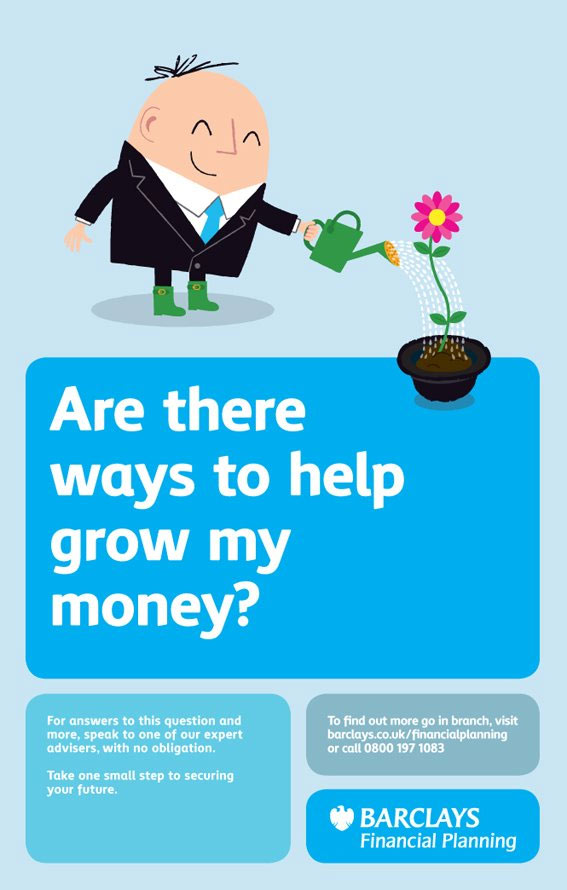 Are there
ways to help
grow my
money?
For answers to this question and
more, speak to one of our expert
advisers, with no obligation.
Take one small step to securing
your future.
To find out more go in branch, visit
barclays.co.uk/financialplanning
or call 0800 197 1083
BARCLAYS
Financial Planning